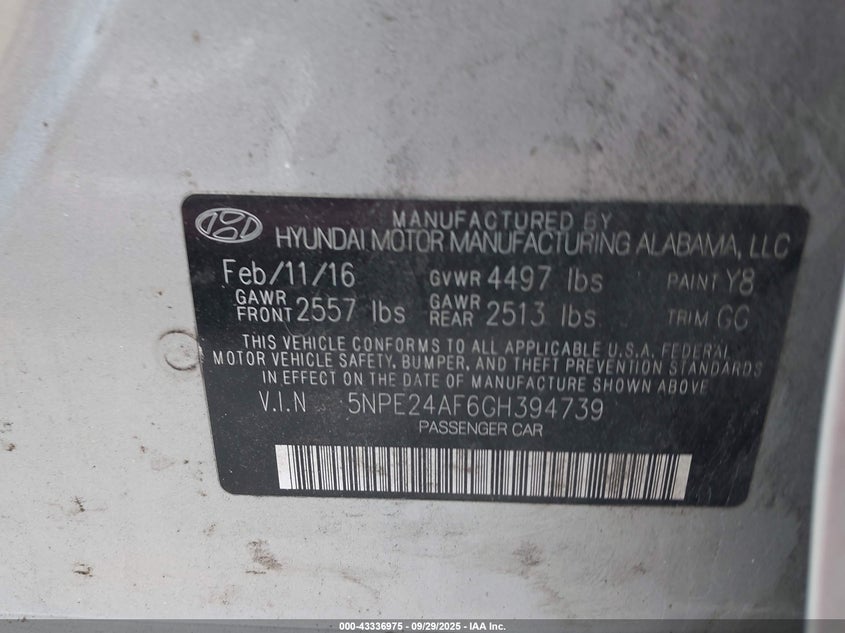 MANUFACTURED BY
HYUNDAI MOTOR MANUFACTURING ALABAMA, LLC
Feb/11/16 GVWR 4497 lbs PAINT Y8
GAWR FRONT 2557 lbs GAWR REAR 2513 lbs TRIM GG
THIS VEHICLE CONFORMS TO ALL APPLICABLE U.S.A. FEDERAL
MOTOR VEHICLE SAFETY, BUMPER, AND THEFT PREVENTION STANDARDS
IN EFFECT ON THE DATE OF MANUFACTURE SHOWN ABOVE
V.I.N 5NPE24AF6GH394739
PASSENGER CAR
000-43336975 - 09/29/2025 - IAA Inc.